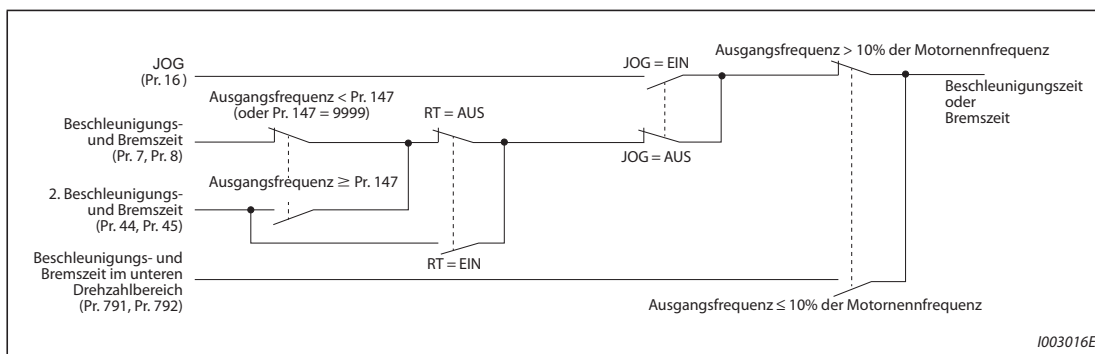 JOG
(Pr. 16)
JOG = EIN
Ausgangsfrequenz > 10% der Motornennfrequenz
Beschleunigungszeit
oder
Bremszeit
Ausgangsfrequenz < Pr. 147
(oder Pr. 147 = 9999)
RT = AUS
Beschleunigungs-
und Bremszeit
(Pr. 7, Pr. 8)
JOG = AUS
Ausgangsfrequenz ≥ Pr. 147
2. Beschleunigungs-
und Bremszeit
(Pr. 44, Pr. 45)
RT = EIN
Beschleunigungs- und
Bremszeit im unteren
Drehzahlbereich
(Pr. 791, Pr. 792)
Ausgangsfrequenz ≤ 10% der Motornennfrequenz
I003016E